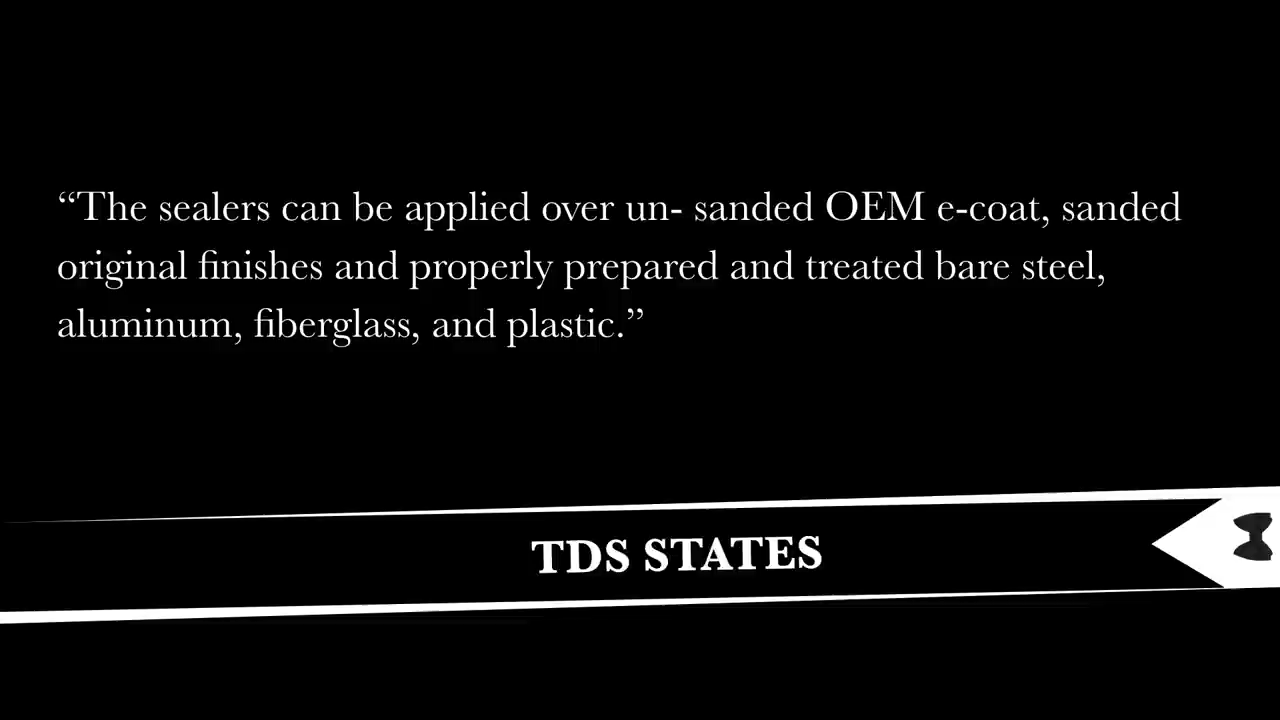 “The sealers can be applied over un- sanded OEM e-coat, sanded
original finishes and properly prepared and treated bare steel,
aluminum, fiberglass, and plastic.”
TDS STATES